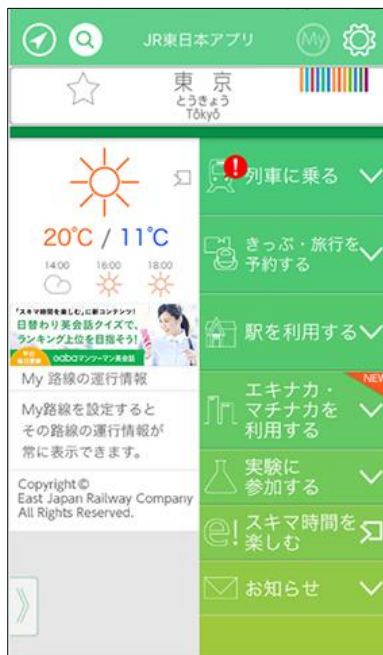 JR東日本アプリ
My
東 京
とうきょう
Tōkyō
20℃ / 11℃
14:00 16:00 18:00
「スキマ時間を楽しむ」に新コンテンツ!
日替わり英会話クイズで、
ランキング上位を目指そう!
平日
毎日更新
Gabaマンツーマン英会話
My 路線の運行情報
My路線を設定すると
その路線の運行情報が
常に表示できます。
Copyright ©
East Japan Railway Company
All Rights Reserved.
列車に乗る
きっぷ・旅行を
予約する
駅を利用する
NEW
エキナカ・
マチナカを
利用する
実験に
参加する
e! スキマ時間を
楽しむ
お知らせ